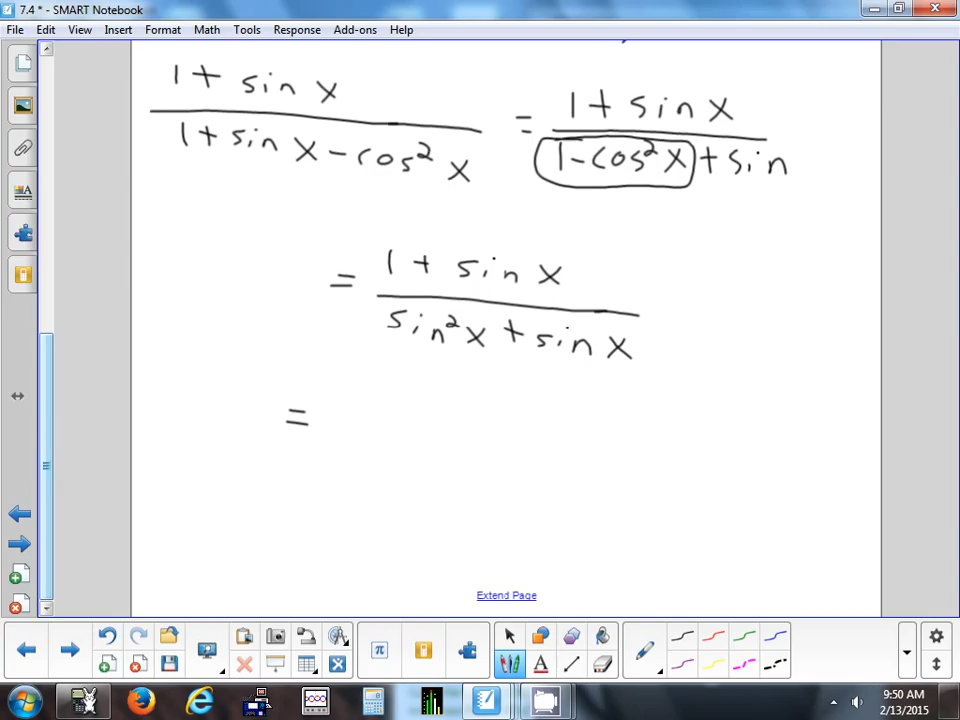 7.4 * - SMART Notebook
File Edit View Insert Format Math Tools Response Add-ons Help
1 + sin x
1 + sin x - cos² x
= 1 + sin x
1 - cos² x + sin
= 1 + sin x
sin² x + sin x
=
Extend Page
9:50 AM
2/13/2015